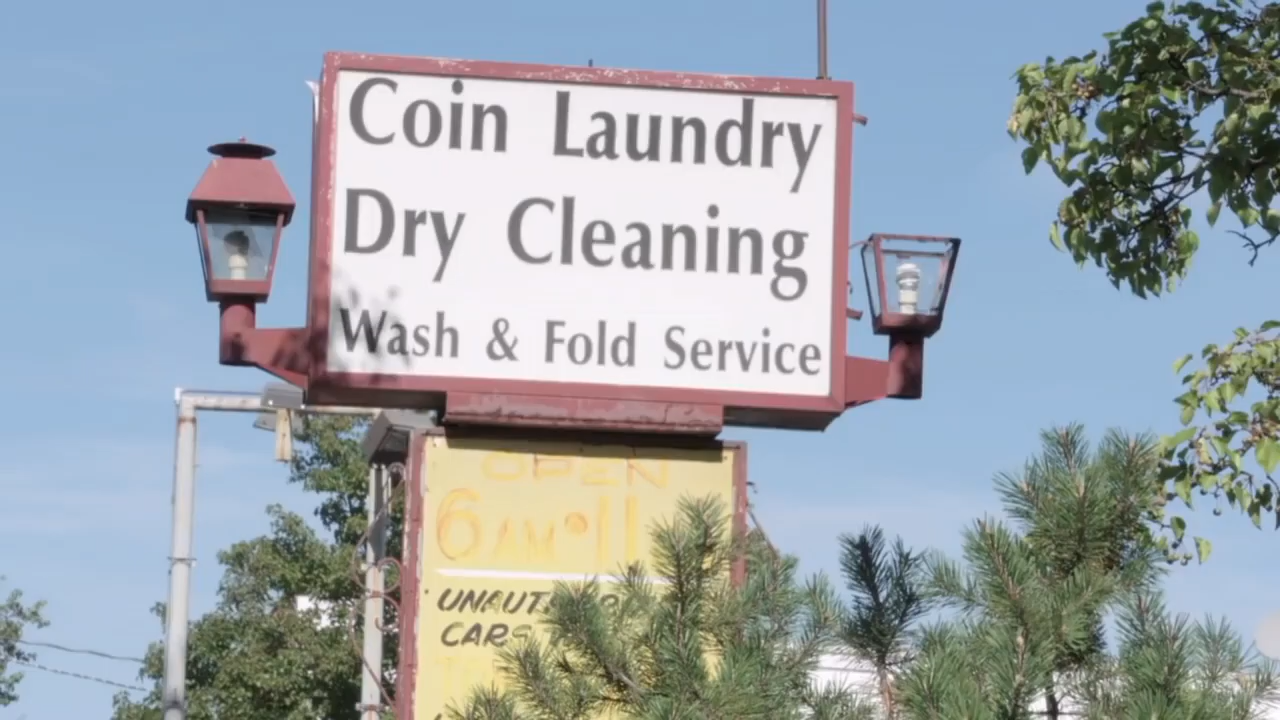 Coin Laundry
Dry Cleaning
Wash & Fold Service
OPEN
6 AM • 11
CARS